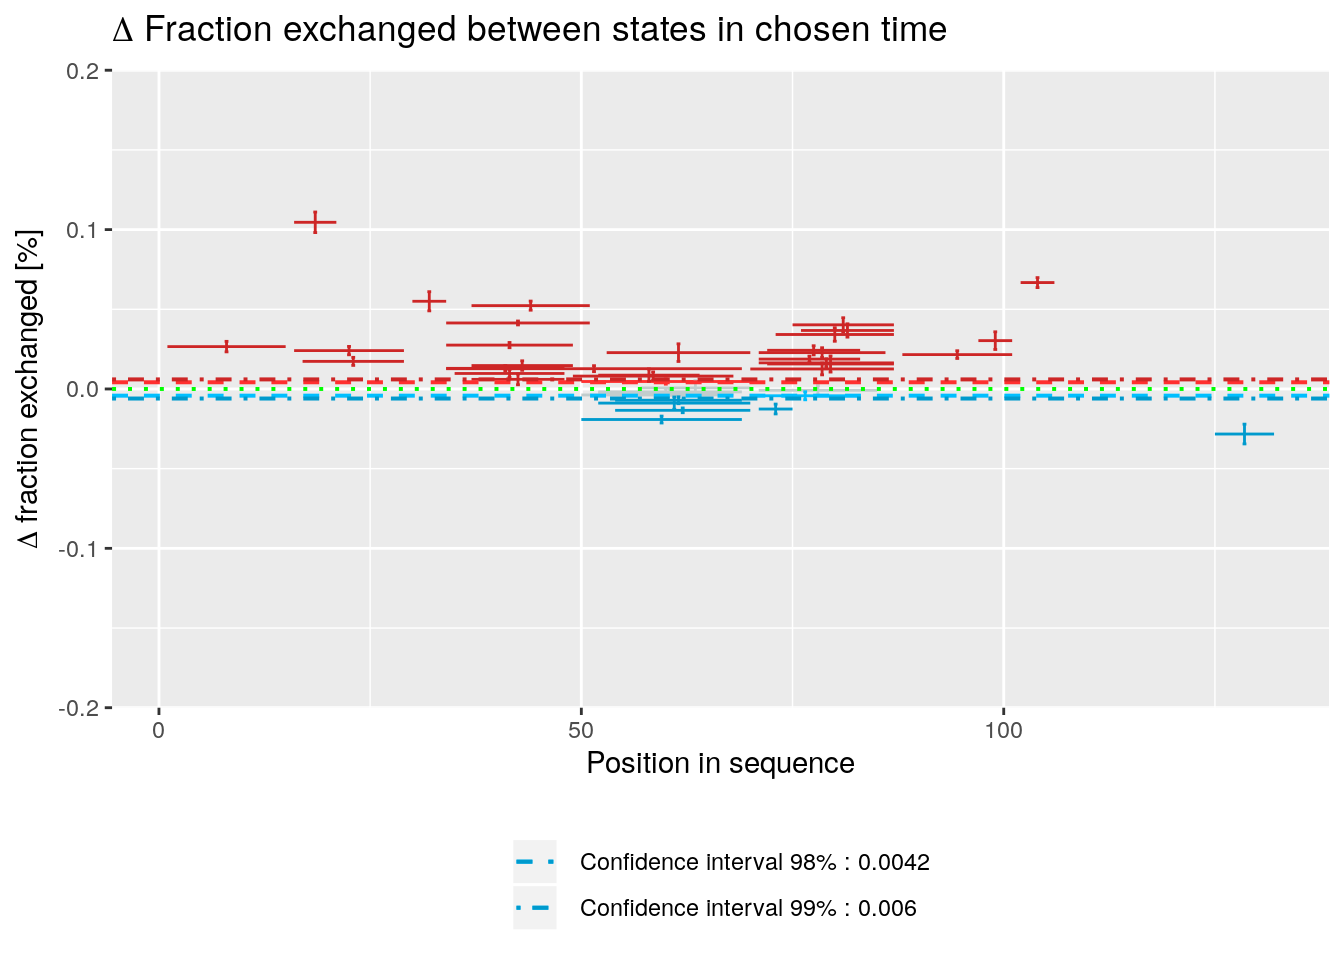 Δ Fraction exchanged between states in chosen time
Δ fraction exchanged [%]
0.2
0.1
0.0
-0.1
-0.2
0
50
100
Position in sequence
Confidence interval 98% : 0.0042
Confidence interval 99% : 0.006